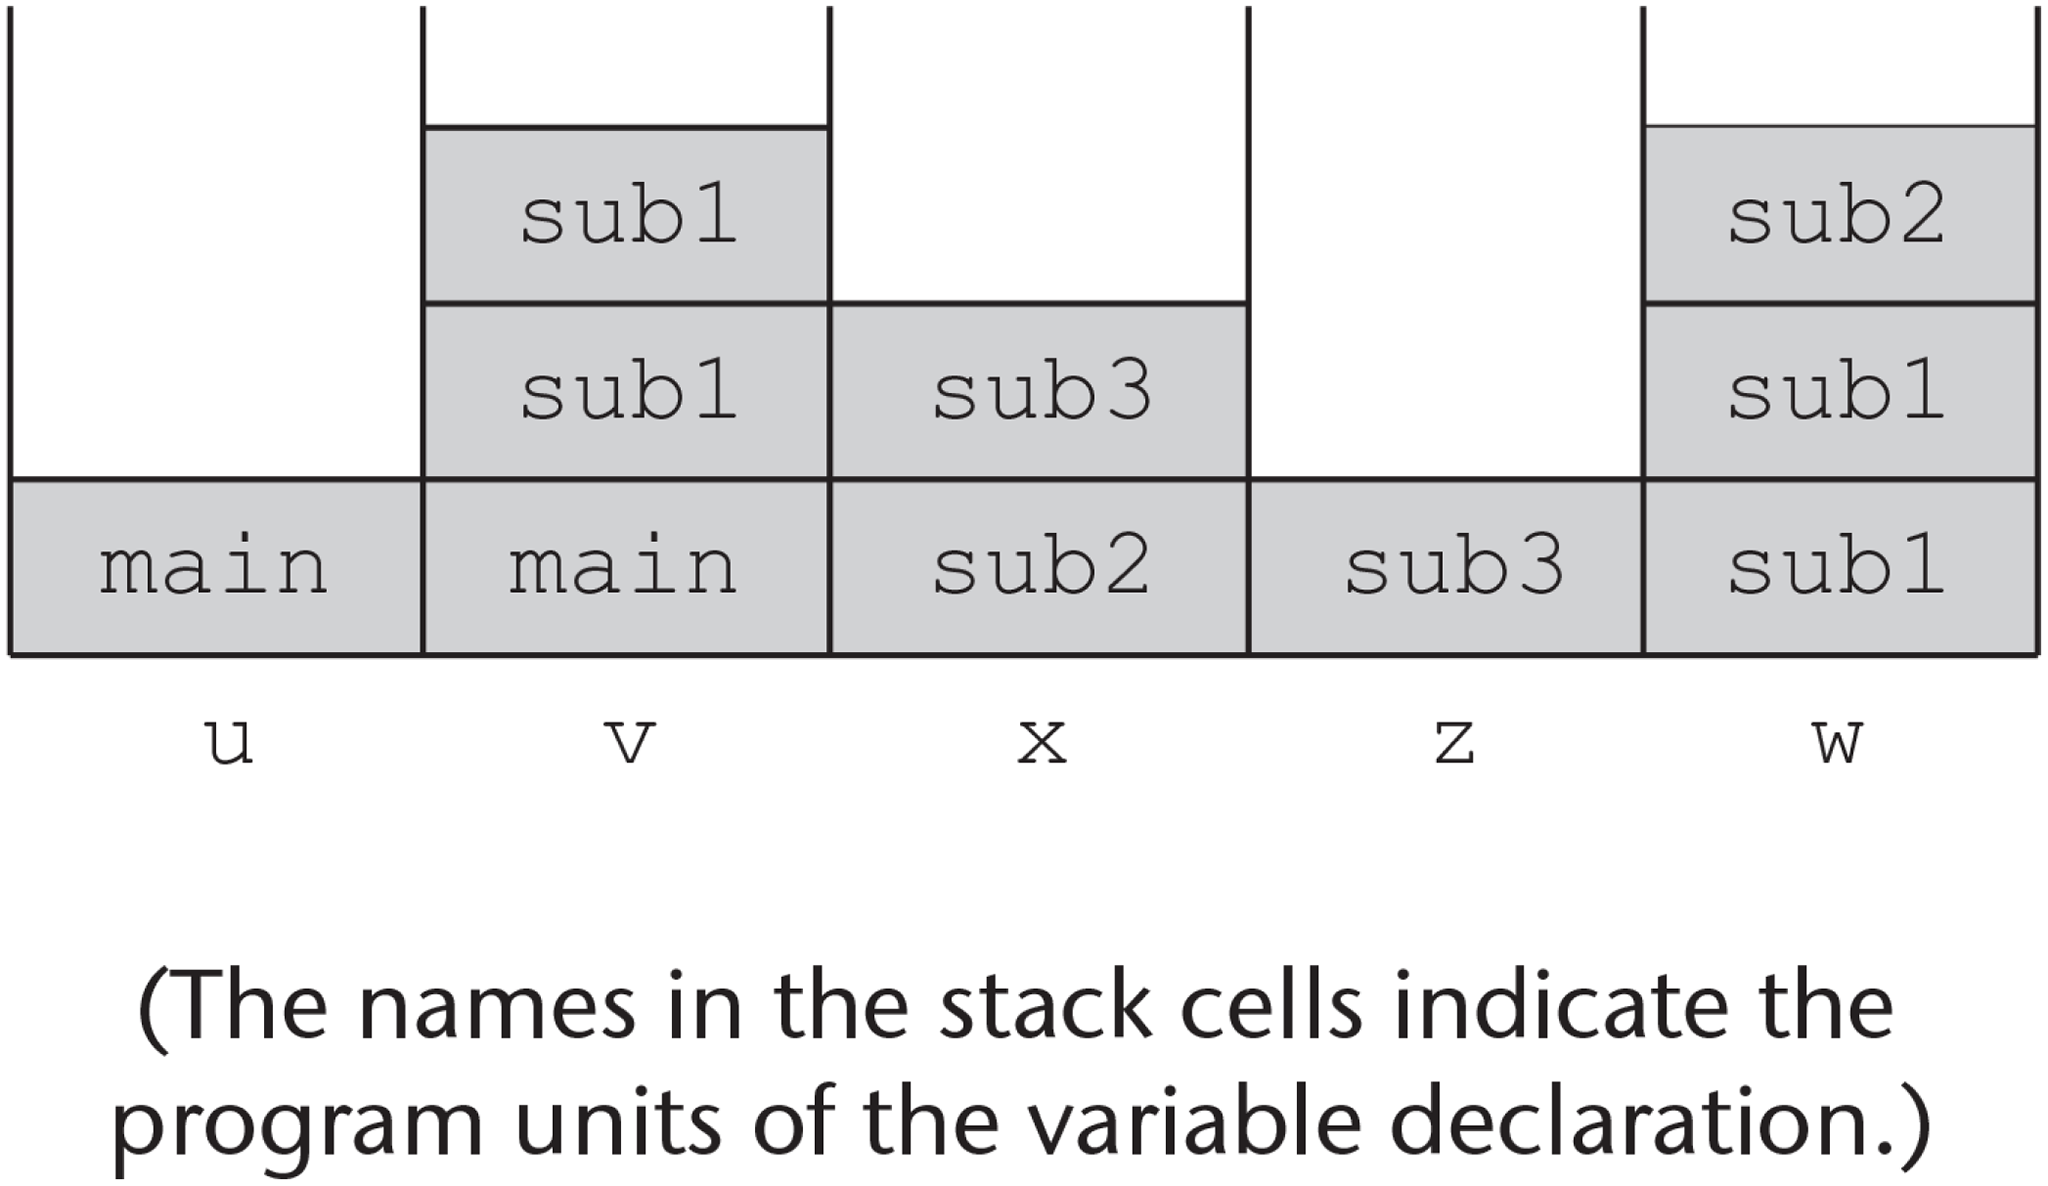 sub1 sub2
sub1 sub3 sub1
main main sub2 sub3 sub1
u v x z w
(The names in the stack cells indicate the
program units of the variable declaration.)